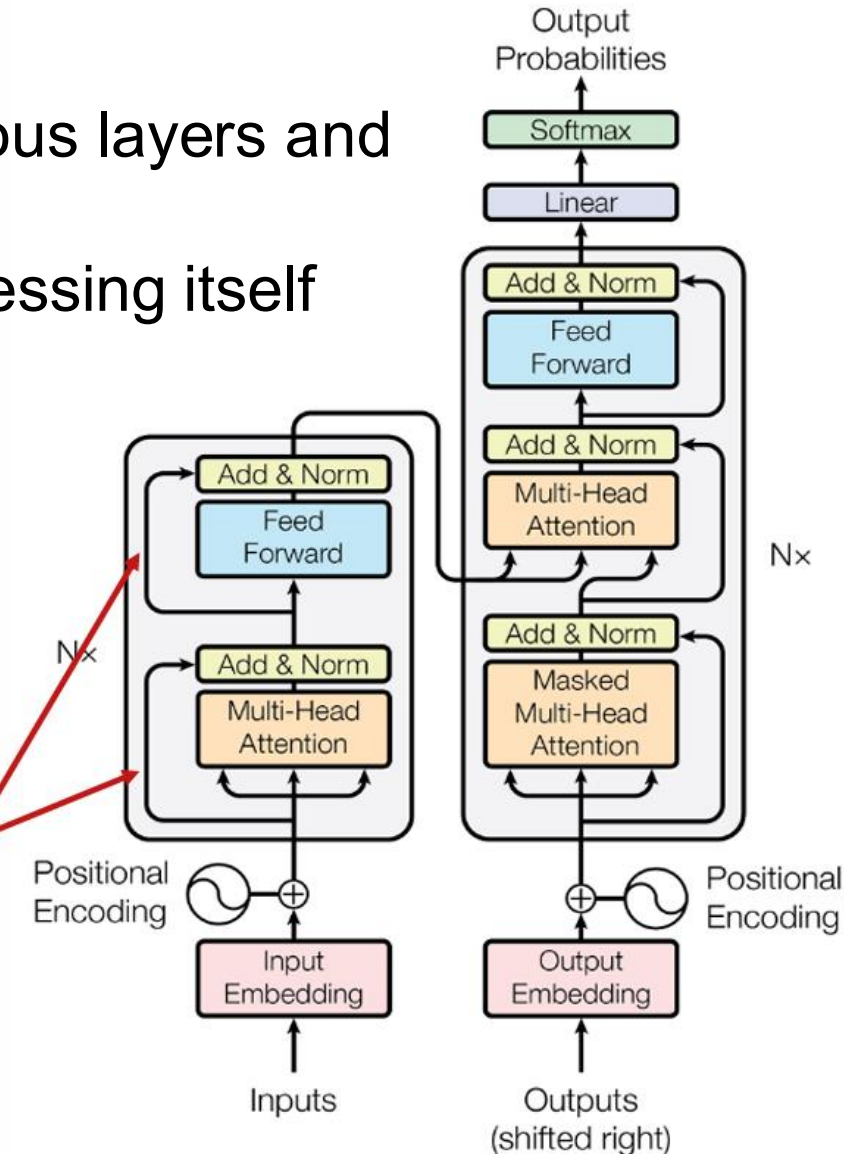 ous layers and
essing itself
Output
Probabilities
Softmax
Linear
Add & Norm
Feed
Forward
Add & Norm
Multi-Head
Attention
Nx
Add & Norm
Masked
Multi-Head
Attention
Add & Norm
Feed
Forward
Nx
Add & Norm
Multi-Head
Attention
Positional
Encoding
+
Input
Embedding
Inputs
+
Positional
Encoding
Output
Embedding
Outputs
(shifted right)